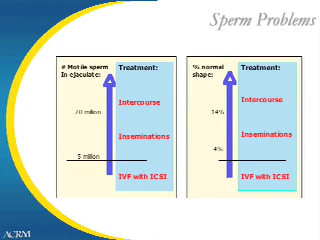 Sperm Problems
# Motile sperm
In ejaculate:
Treatment:
Intercourse
20 million
Inseminations
5 million
IVF with ICSI
% normal
shape:
Treatment:
Intercourse
14%
Inseminations
4%
IVF with ICSI
ACRM